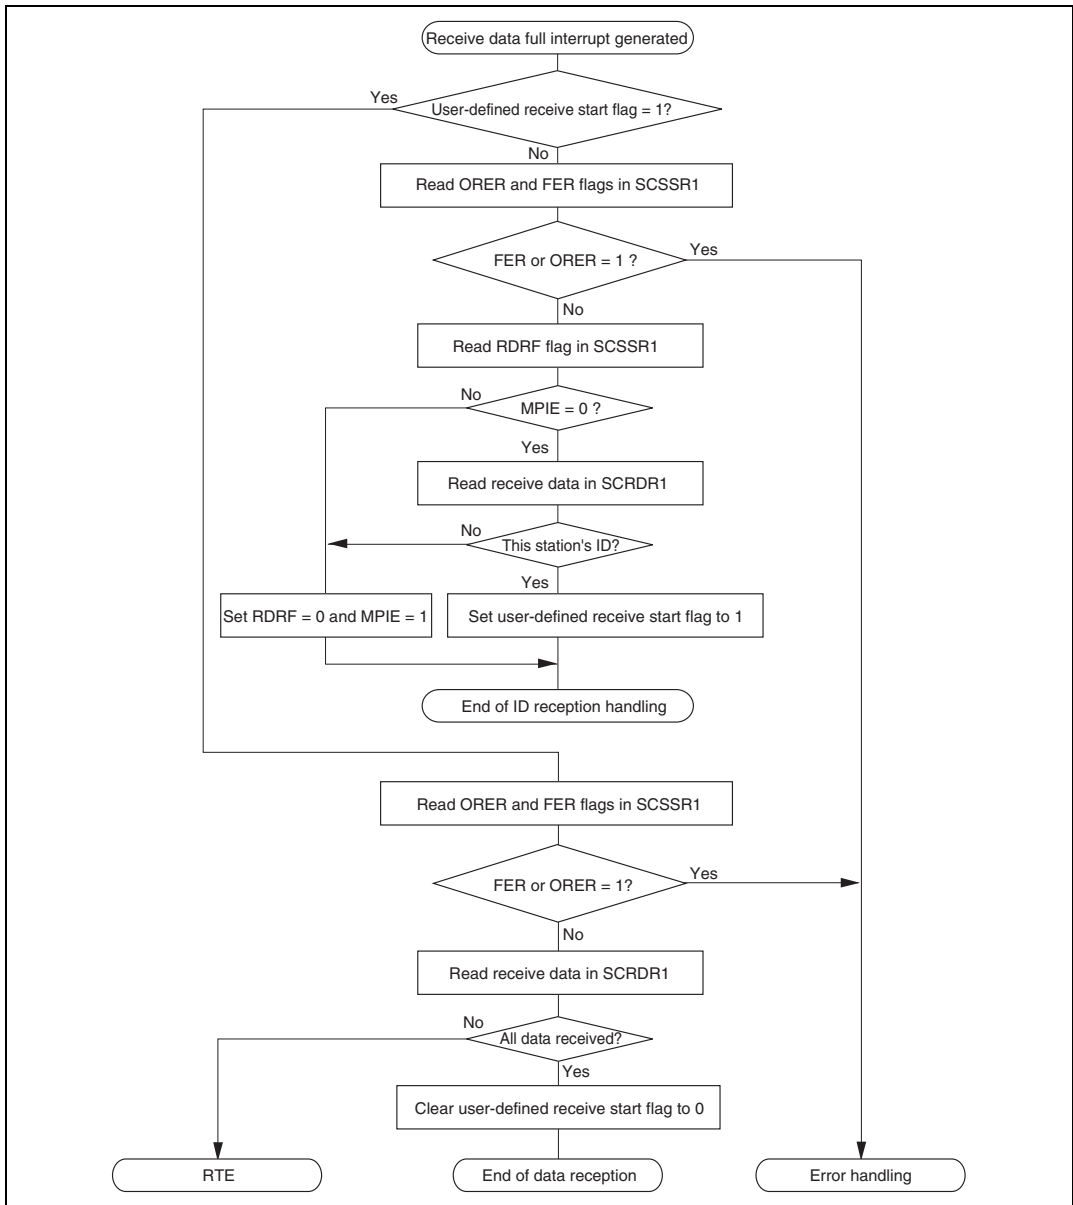 Receive data full interrupt generated
Yes
User-defined receive start flag = 1?
No
Read ORER and FER flags in SCSSR1
Yes
FER or ORER = 1 ?
No
Read RDRF flag in SCSSR1
No
MPIE = 0 ?
Yes
Read receive data in SCRDR1
No
This station's ID?
Yes
Set RDRF = 0 and MPIE = 1
Set user-defined receive start flag to 1
End of ID reception handling
Read ORER and FER flags in SCSSR1
Yes
FER or ORER = 1?
No
Read receive data in SCRDR1
No
All data received?
Yes
Clear user-defined receive start flag to 0
RTE
End of data reception
Error handling